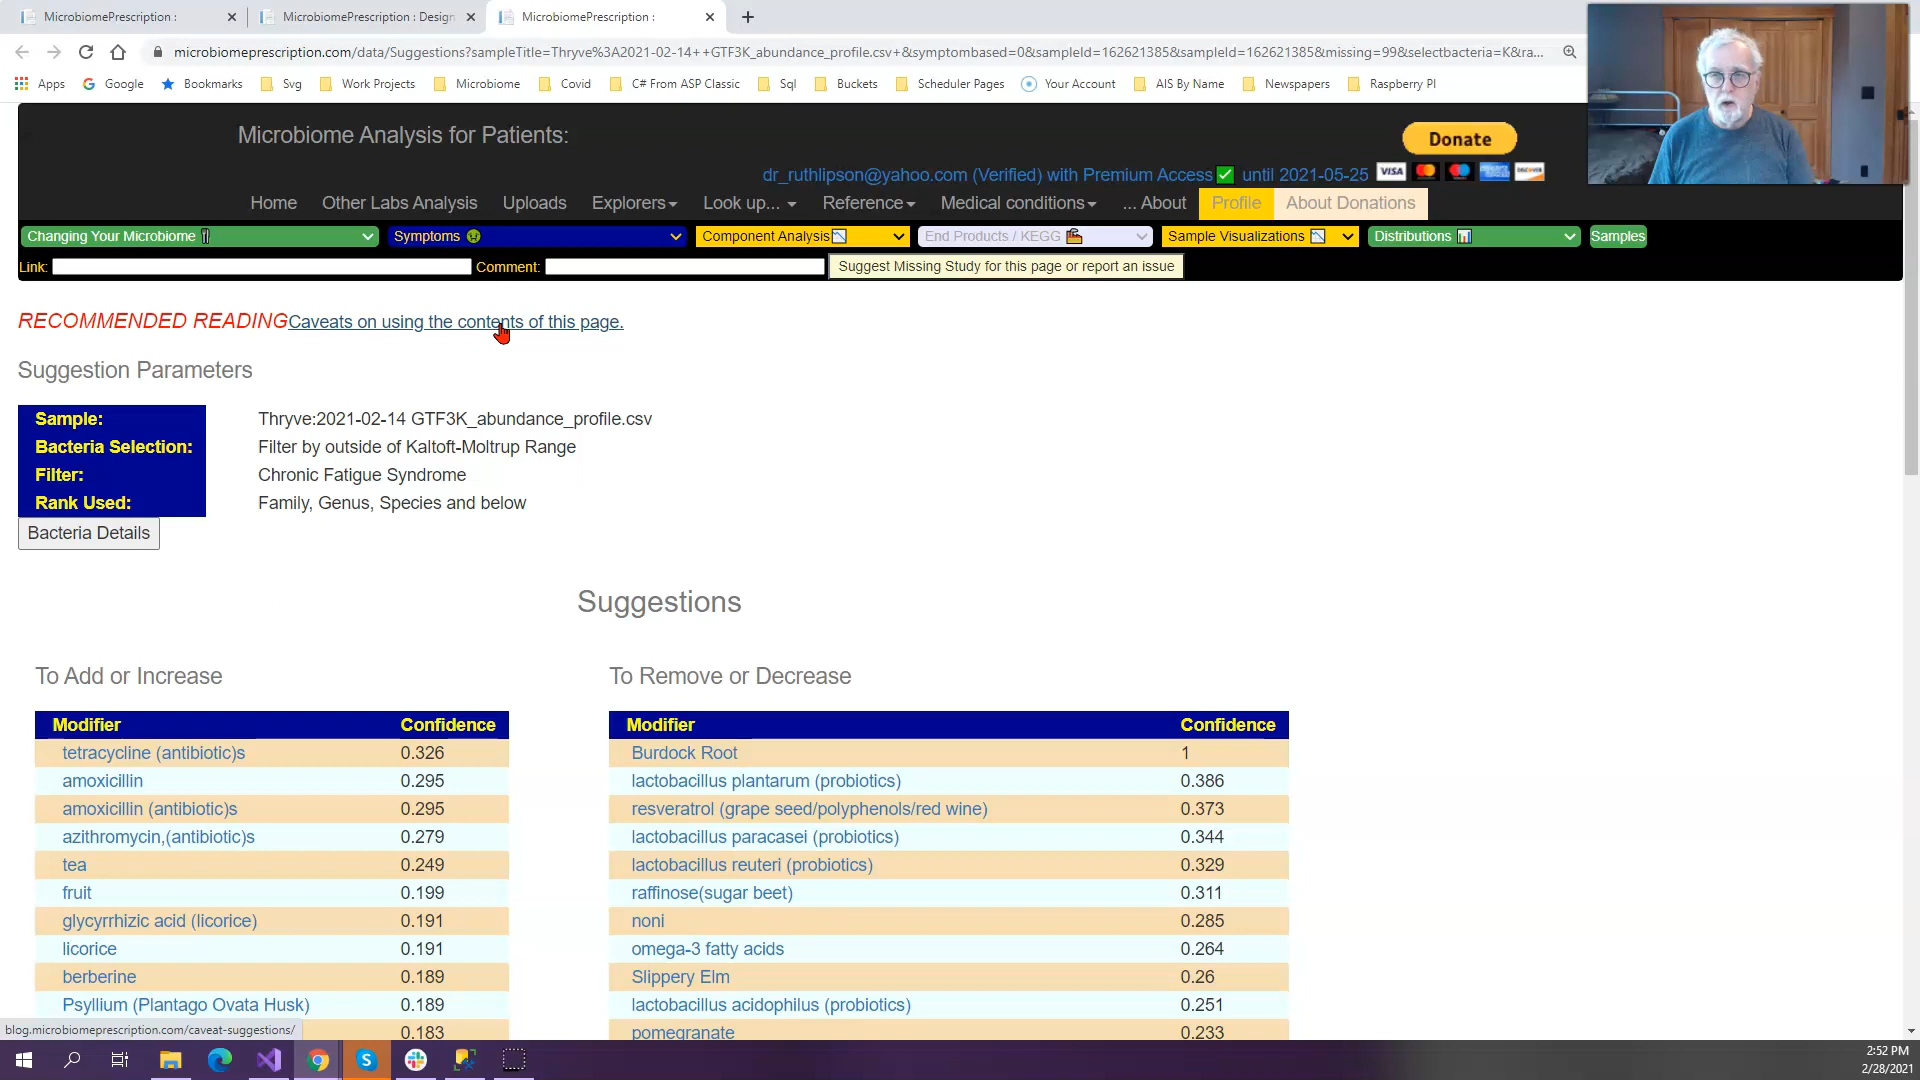 MicrobiomePrescription :
MicrobiomePrescription : Design
MicrobiomePrescription :
microbiomeprescription.com/data/Suggestions?sampleTitle=Thryve%3A2021-02-14++GTF3K_abundance_profile.csv+&symptombased=0&sampleId=162621385&sampleId=162621385&missing=99&selectbacteria=K&ra...
Apps Google Bookmarks Svg Work Projects Microbiome Covid C# From ASP Classic Sql Buckets Scheduler Pages Your Account AIS By Name Newspapers Raspberry PI
Microbiome Analysis for Patients:
Donate
dr_ruthlipson@yahoo.com (Verified) with Premium Access✅ until 2021-05-25 VISA
Home Other Labs Analysis Uploads Explorers Look up... Reference Medical conditions ... About Profile About Donations
Changing Your Microbiome Symptoms Component Analysis End Products / KEGG Sample Visualizations Distributions Samples
Link: Comment: Suggest Missing Study for this page or report an issue
RECOMMENDED READINGCaveats on using the contents of this page.
Suggestion Parameters
Sample: Thryve:2021-02-14 GTF3K_abundance_profile.csv
Bacteria Selection: Filter by outside of Kaltoft-Moltrup Range
Filter: Chronic Fatigue Syndrome
Rank Used: Family, Genus, Species and below
Bacteria Details
Suggestions
To Add or Increase
Modifier Confidence
tetracycline (antibiotic)s 0.326
amoxicillin 0.295
amoxicillin (antibiotic)s 0.295
azithromycin,(antibiotic)s 0.279
tea 0.249
fruit 0.199
glycyrrhizic acid (licorice) 0.191
licorice 0.191
berberine 0.189
Psyllium (Plantago Ovata Husk) 0.189
0.183
To Remove or Decrease
Modifier Confidence
Burdock Root 1
lactobacillus plantarum (probiotics) 0.386
resveratrol (grape seed/polyphenols/red wine) 0.373
lactobacillus paracasei (probiotics) 0.344
lactobacillus reuteri (probiotics) 0.329
raffinose(sugar beet) 0.311
noni 0.285
omega-3 fatty acids 0.264
Slippery Elm 0.26
lactobacillus acidophilus (probiotics) 0.251
pomegranate 0.233
blog.microbiomeprescription.com/caveat-suggestions/
2:52 PM
2/28/2021